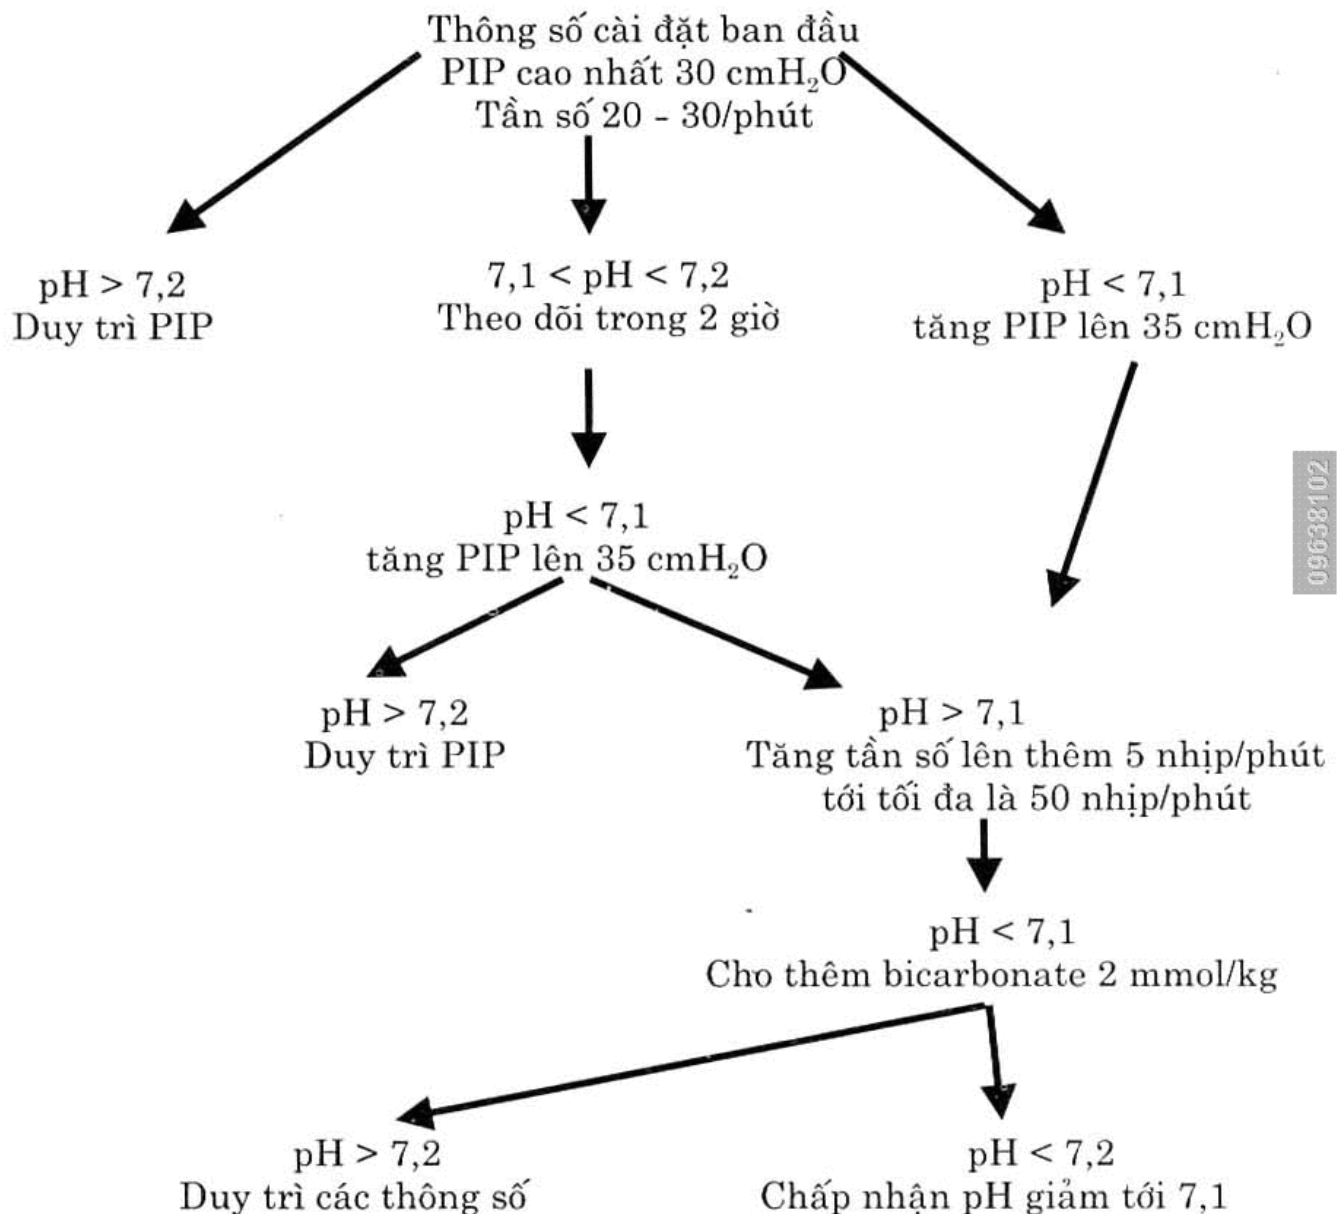 Thông số cài đặt ban đầu
PIP cao nhất 30 cmH₂O
Tần số 20 - 30/phút
pH > 7,2
Duy trì PIP
7,1 < pH < 7,2
Theo dõi trong 2 giờ
pH < 7,1
tăng PIP lên 35 cmH₂O
pH < 7,1
tăng PIP lên 35 cmH₂O
pH > 7,2
Duy trì PIP
pH > 7,1
Tăng tần số lên thêm 5 nhịp/phút
tới tối đa là 50 nhịp/phút
pH < 7,1
Cho thêm bicarbonate 2 mmol/kg
pH > 7,2
Duy trì các thông số
pH < 7,2
Chấp nhận pH giảm tới 7,1
09638102